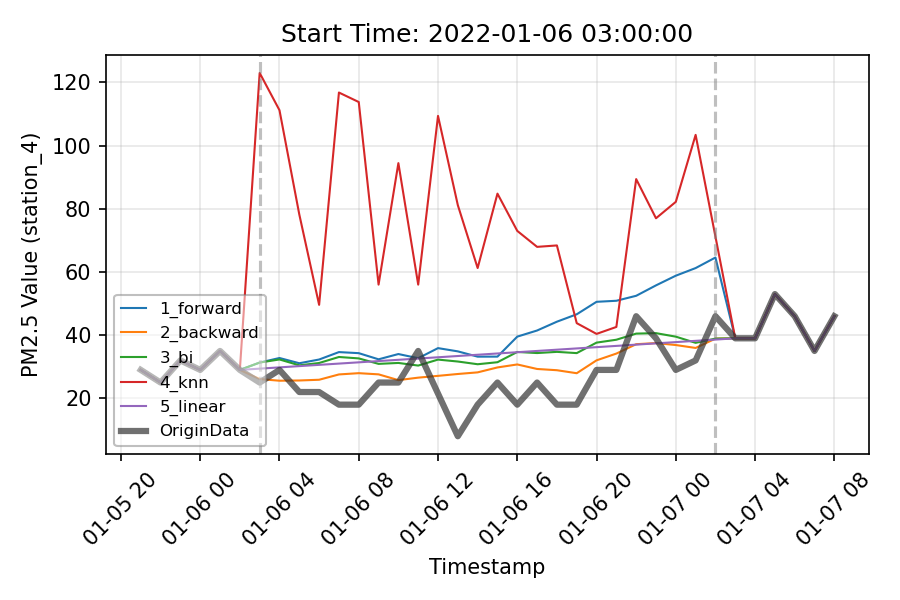 Start Time: 2022-01-06 03:00:00
PM2.5 Value (station_4)
120
100
80
60
40
20
1_forward
2_backward
3_bi
4_knn
5_linear
OriginData
01-05 20
01-06 00
01-06 04
01-06 08
01-06 12
01-06 16
01-06 20
01-07 00
01-07 04
01-07 08
Timestamp